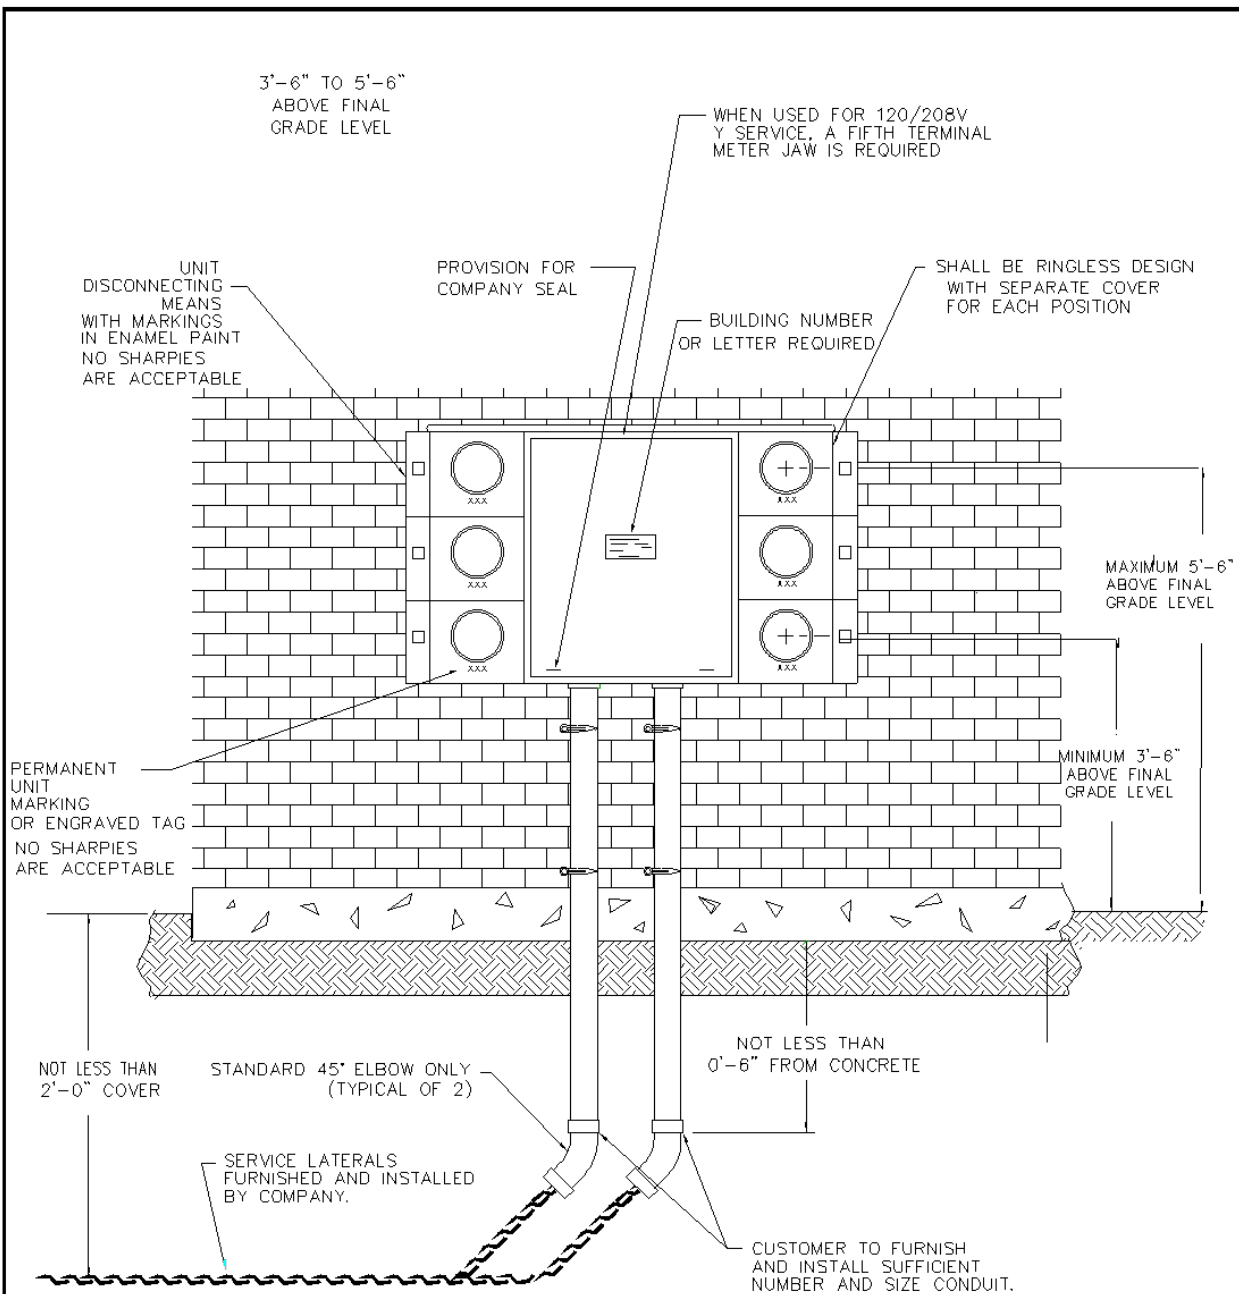 3'-6" TO 5'-6"
ABOVE FINAL
GRADE LEVEL
WHEN USED FOR 120/208V
Y SERVICE, A FIFTH TERMINAL
METER JAW IS REQUIRED
UNIT
DISCONNECTING
MEANS
WITH MARKINGS
IN ENAMEL PAINT
NO SHARPIES
ARE ACCEPTABLE
PROVISION FOR
COMPANY SEAL
BUILDING NUMBER
OR LETTER REQUIRED
SHALL BE RINGLESS DESIGN
WITH SEPARATE COVER
FOR EACH POSITION
XXX
XXX
XXX
XXX
XXX
XXX
MAXIMUM 5'-6"
ABOVE FINAL
GRADE LEVEL
MINIMUM 3'-6"
ABOVE FINAL
GRADE LEVEL
PERMANENT
UNIT
MARKING
OR ENGRAVED TAG
NO SHARPIES
ARE ACCEPTABLE
NOT LESS THAN
2'-0" COVER
STANDARD 45° ELBOW ONLY
(TYPICAL OF 2)
NOT LESS THAN
0'-6" FROM CONCRETE
SERVICE LATERALS
FURNISHED AND INSTALLED
BY COMPANY.
CUSTOMER TO FURNISH
AND INSTALL SUFFICIENT
NUMBER AND SIZE CONDUIT.